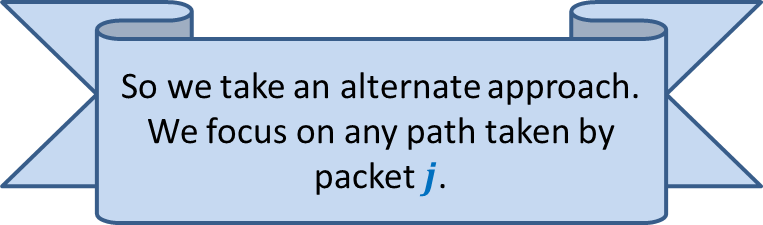 So we take an alternate approach.
We focus on any path taken by
packet j.